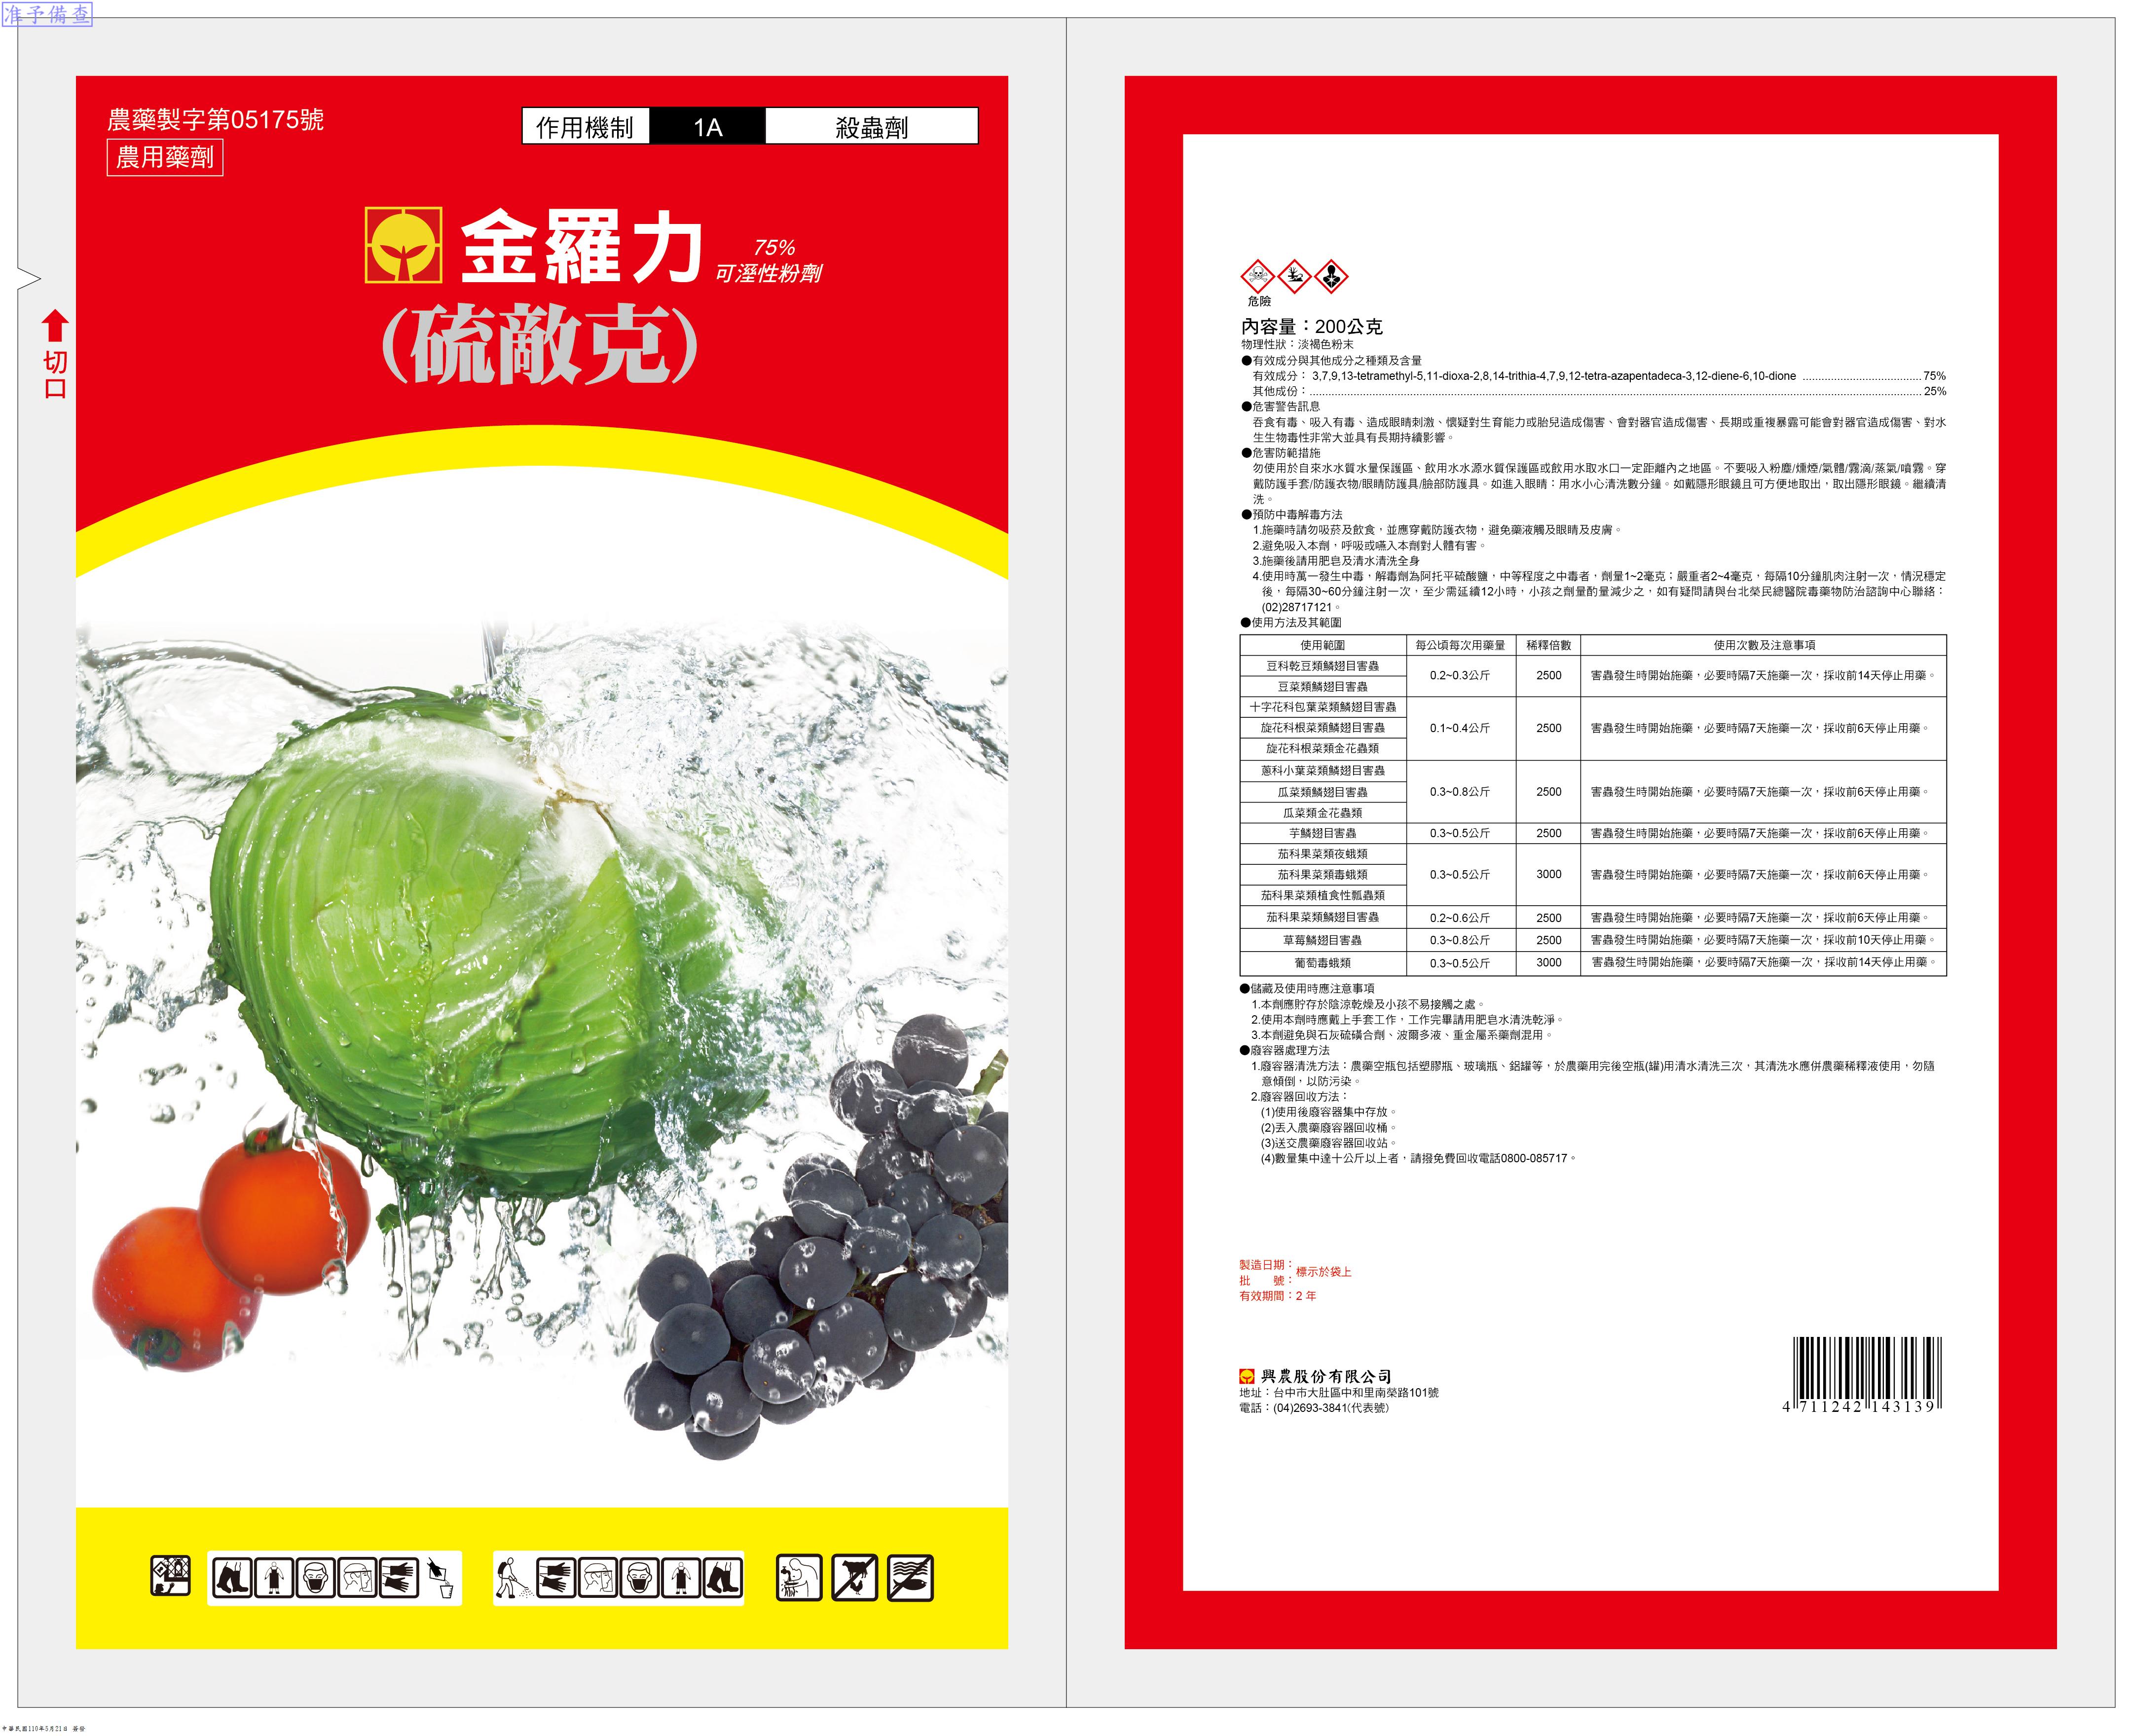 准予備查
農藥製字第05175號
農用藥劑
作用機制 1A 殺蟲劑
金羅力
75%
可溼性粉劑
(硫敵克)
切口
危險
內容量：200公克
物理性狀：淡褐色粉末
●有效成分與其他成分之種類及含量
有效成分： 3,7,9,13-tetramethyl-5,11-dioxa-2,8,14-trithia-4,7,9,12-tetra-azapentadeca-3,12-diene-6,10-dione ....................................75%
其他成份：.................................................................................................................................25%
●危害警告訊息
吞食有毒、吸入有毒、造成眼睛刺激、懷疑對生育能力或胎兒造成傷害、會對器官造成傷害、長期或重複暴露可能會對器官造成傷害、對水
生生物毒性非常大並具有長期持續影響。
●危害防範措施
勿使用於自來水水質水量保護區、飲用水水源水質保護區或飲用水取水口一定距離內之地區。不要吸入粉塵/燻煙/氣體/霧滴/蒸氣/噴霧。穿
戴防護手套/防護衣物/眼睛防護具/臉部防護具。如進入眼睛：用水小心清洗數分鐘。如戴隱形眼鏡且可方便地取出，取出隱形眼鏡。繼續清
洗。
●預防中毒解毒方法
1.施藥時請勿吸菸及飲食，並應穿戴防護衣物，避免藥液觸及眼睛及皮膚。
2.避免吸入本劑，呼吸或嚥入本劑對人體有害。
3.施藥後請用肥皂及清水清洗全身
4.使用時萬一發生中毒，解毒劑為阿托平硫酸鹽，中等程度之中毒者，劑量1~2毫克；嚴重者2~4毫克，每隔10分鐘肌肉注射一次，情況穩定
後，每隔30~60分鐘注射一次，至少需延續12小時，小孩之劑量酌量減少之，如有疑問請與台北榮民總醫院毒藥物防治諮詢中心聯絡：
(02)28717121。
●使用方法及其範圍
使用範圍 每公頃每次用藥量 稀釋倍數 使用次數及注意事項
豆科乾豆類鱗翅目害蟲
豆菜類鱗翅目害蟲
0.2~0.3公斤 2500 害蟲發生時開始施藥，必要時隔7天施藥一次，採收前14天停止用藥。
十字花科包葉菜類鱗翅目害蟲
旋花科根菜類鱗翅目害蟲
旋花科根菜類金花蟲類
0.1~0.4公斤 2500 害蟲發生時開始施藥，必要時隔7天施藥一次，採收前6天停止用藥。
蔥科小葉菜類鱗翅目害蟲
瓜菜類鱗翅目害蟲
瓜菜類金花蟲類
0.3~0.8公斤 2500 害蟲發生時開始施藥，必要時隔7天施藥一次，採收前6天停止用藥。
芋鱗翅目害蟲 0.3~0.5公斤 2500 害蟲發生時開始施藥，必要時隔7天施藥一次，採收前6天停止用藥。
茄科果菜類夜蛾類
茄科果菜類毒蛾類
茄科果菜類植食性瓢蟲類
0.3~0.5公斤 3000 害蟲發生時開始施藥，必要時隔7天施藥一次，採收前6天停止用藥。
茄科果菜類鱗翅目害蟲 0.2~0.6公斤 2500 害蟲發生時開始施藥，必要時隔7天施藥一次，採收前6天停止用藥。
草莓鱗翅目害蟲 0.3~0.8公斤 2500 害蟲發生時開始施藥，必要時隔7天施藥一次，採收前10天停止用藥。
葡萄毒蛾類 0.3~0.5公斤 3000 害蟲發生時開始施藥，必要時隔7天施藥一次，採收前14天停止用藥。
●儲藏及使用時應注意事項
1.本劑應貯存於陰涼乾燥及小孩不易接觸之處。
2.使用本劑時應戴上手套工作，工作完畢請用肥皂水清洗乾淨。
3.本劑避免與石灰硫磺合劑、波爾多液、重金屬系藥劑混用。
●廢容器處理方法
1.廢容器清洗方法：農藥空瓶包括塑膠瓶、玻璃瓶、鋁罐等，於農藥用完後空瓶(罐)用清水清洗三次，其清洗水應併農藥稀釋液使用，勿隨
意傾倒，以防污染。
2.廢容器回收方法：
(1)使用後廢容器集中存放。
(2)丟入農藥廢容器回收桶。
(3)送交農藥廢容器回收站。
(4)數量集中達十公斤以上者，請撥免費回收電話0800-085717。
製造日期：
批　　號：
標示於袋上
有效期間：2 年
興農股份有限公司
地址：台中市大肚區中和里南榮路101號
電話：(04)2693-3841(代表號)
4 711242 143139
中華民國110年5月21日 簽發